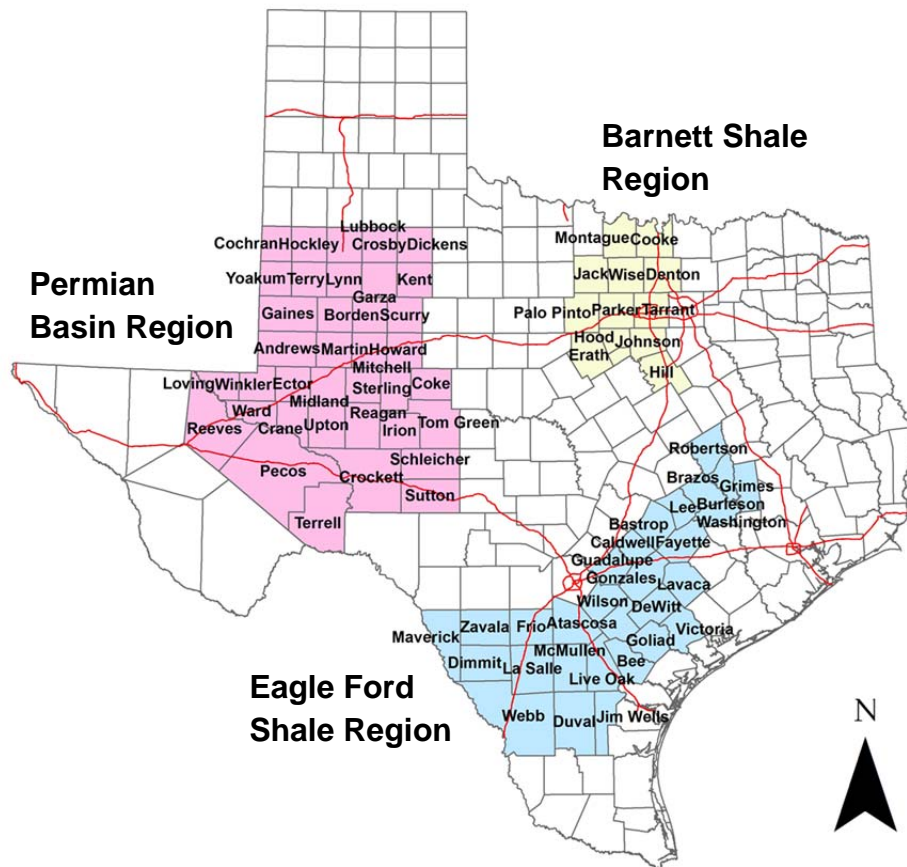 Barnett Shale
Region
Permian
Basin Region
Eagle Ford
Shale Region
N
Lubbock
Cochran Hockley Crosby Dickens
Yoakum Terry Lynn Kent
Garza
Gaines Borden Scurry
Andrews Martin Howard
Mitchell
Loving Winkler Ector Sterling Coke
Midland
Ward Reagan
Reeves Crane Upton Irion Tom Green
Schleicher
Pecos Crockett
Sutton
Terrell
Montague Cooke
Jack Wise Denton
Palo Pinto Parker Tarrant
Hood Johnson
Erath
Hill
Robertson
Brazos Grimes
Lee Burleson
Washington
Bastrop
Caldwell Fayette
Guadalupe
Gonzales Lavaca
Wilson DeWitt
Maverick Zavala Frio Atascosa Victoria
Goliad
McMullen Bee
Dimmit La Salle
Live Oak
Webb Duval Jim Wells